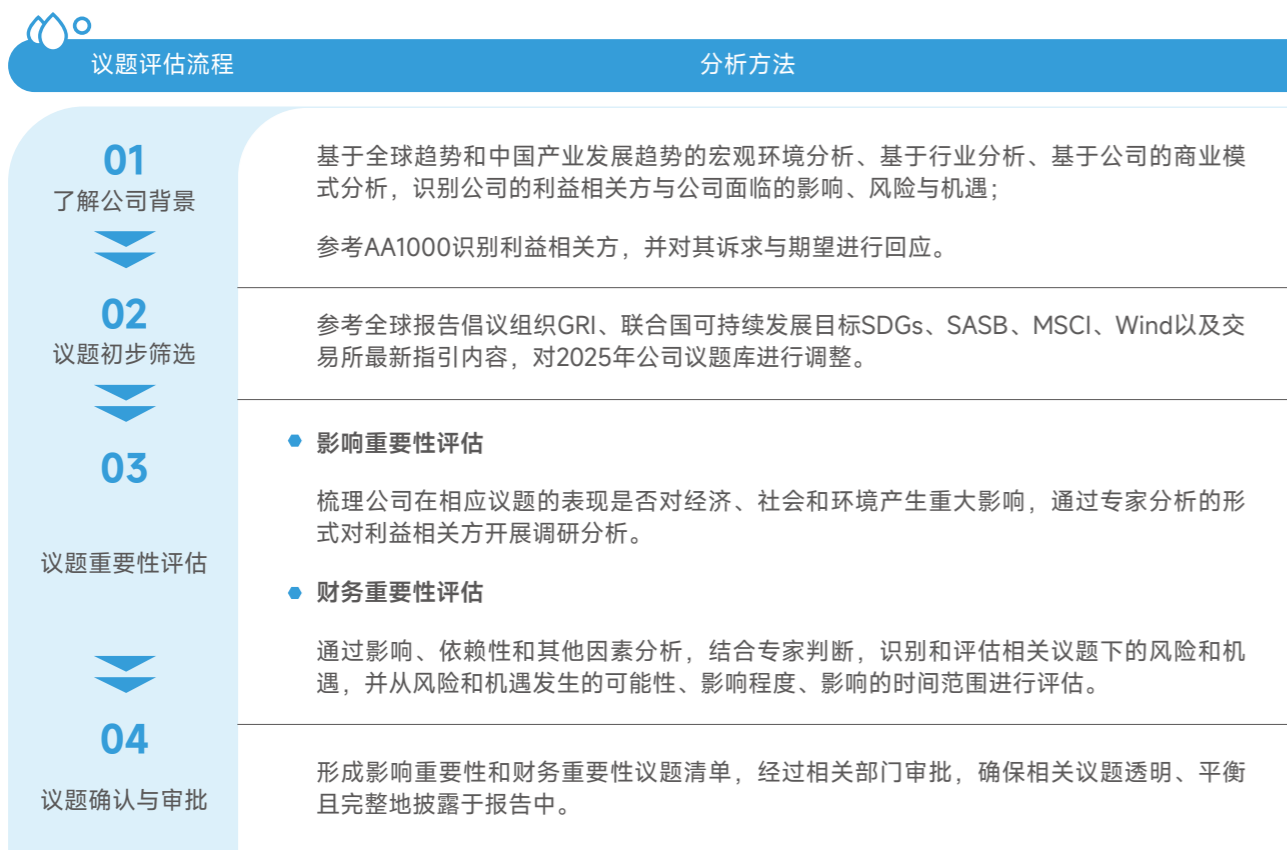 议题评估流程
分析方法
01
了解公司背景
基于全球趋势和中国产业发展趋势的宏观环境分析、基于行业分析、基于公司的商业模
式分析，识别公司的利益相关方与公司面临的影响、风险与机遇；
参考AA1000识别利益相关方，并对其诉求与期望进行回应。
02
议题初步筛选
参考全球报告倡议组织GRI、联合国可持续发展目标SDGs、SASB、MSCI、Wind以及交
易所最新指引内容，对2025年公司议题库进行调整。
03
议题重要性评估
影响重要性评估
梳理公司在相应议题的表现是否对经济、社会和环境产生重大影响，通过专家分析的形
式对利益相关方开展调研分析。
财务重要性评估
通过影响、依赖性和其他因素分析，结合专家判断，识别和评估相关议题下的风险和机
遇，并从风险和机遇发生的可能性、影响程度、影响的时间范围进行评估。
04
议题确认与审批
形成影响重要性和财务重要性议题清单，经过相关部门审批，确保相关议题透明、平衡
且完整地披露于报告中。